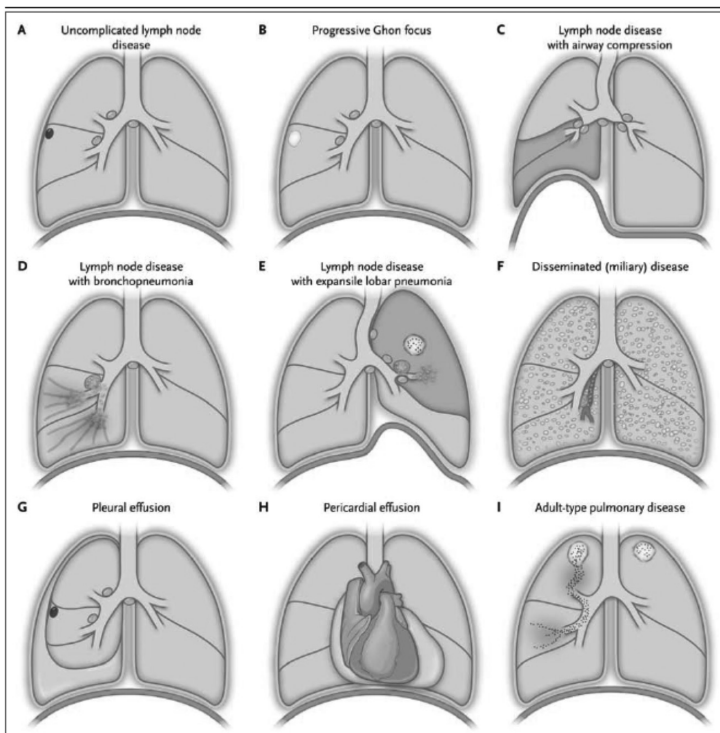 A Uncomplicated lymph node
disease
B Progressive Ghon focus
C Lymph node disease
with airway compression
D Lymph node disease
with bronchopneumonia
E Lymph node disease
with expansile lobar pneumonia
F Disseminated (miliary) disease
G Pleural effusion
H Pericardial effusion
I Adult-type pulmonary disease